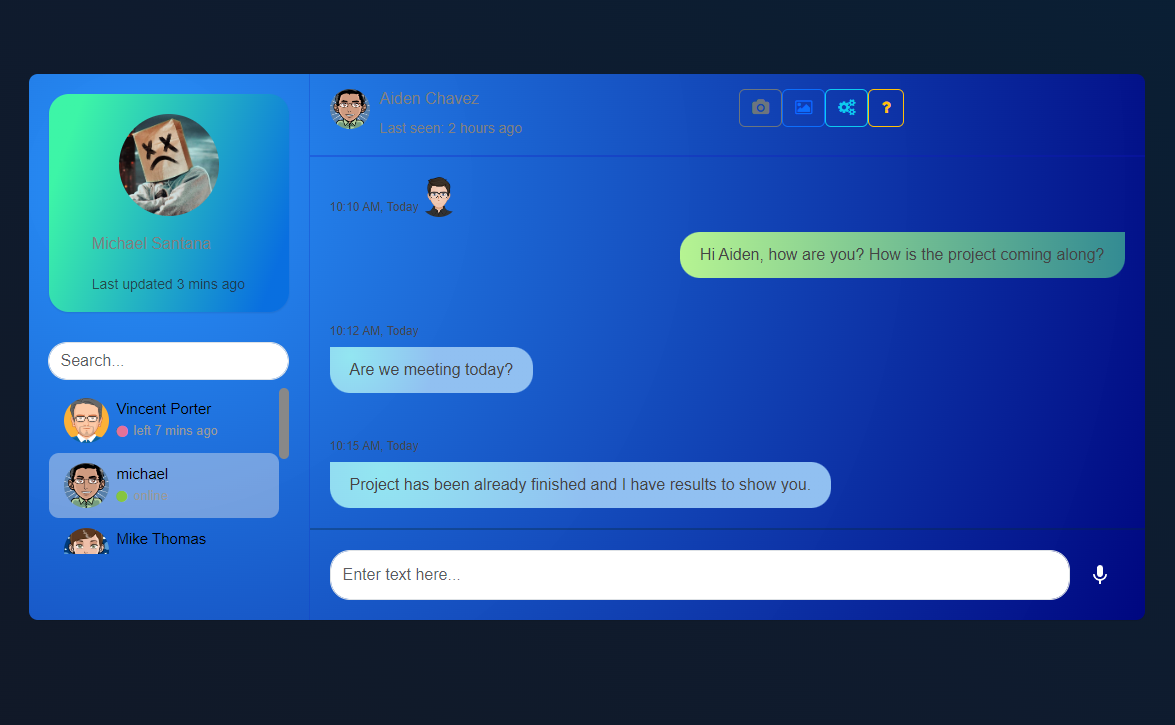 Michael Santana
Last updated 3 mins ago
Search...
Vincent Porter
left 7 mins ago
michael
online
Mike Thomas
Aiden Chavez
Last seen: 2 hours ago
?
10:10 AM, Today
Hi Aiden, how are you? How is the project coming along?
10:12 AM, Today
Are we meeting today?
10:15 AM, Today
Project has been already finished and I have results to show you.
Enter text here...